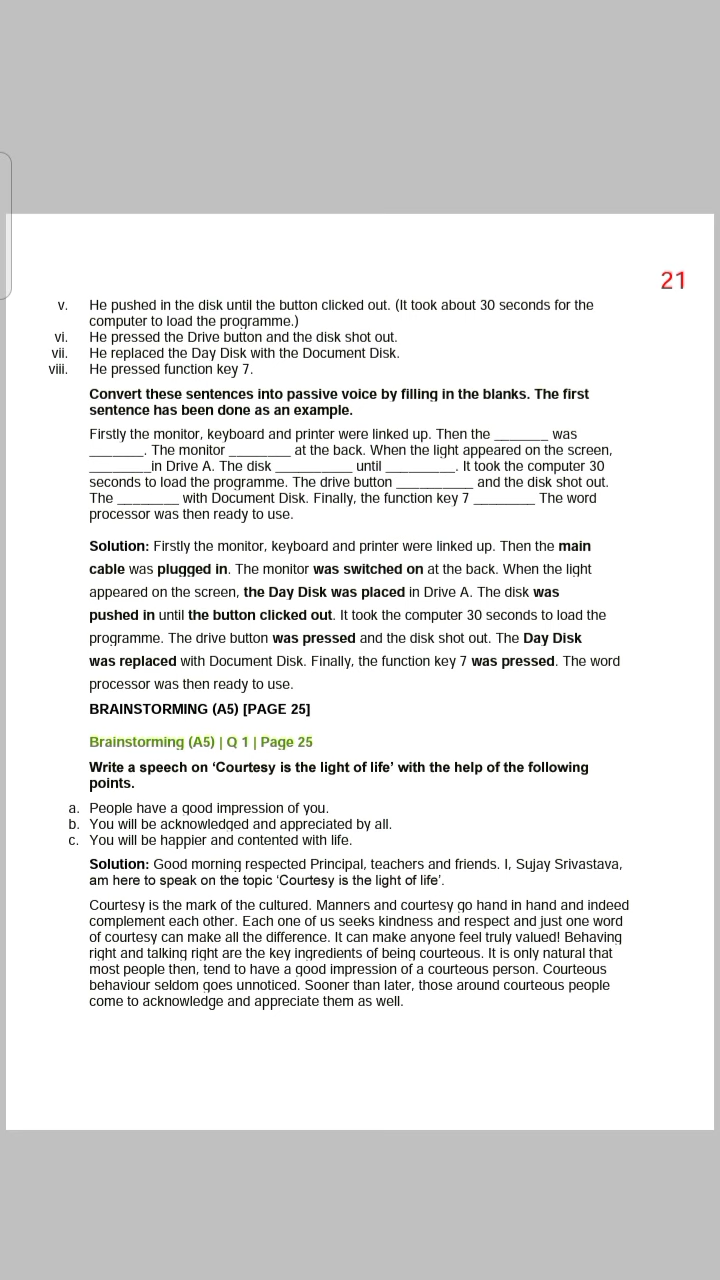 21
v. He pushed in the disk until the button clicked out. (It took about 30 seconds for the
computer to load the programme.)
vi. He pressed the Drive button and the disk shot out.
vii. He replaced the Day Disk with the Document Disk.
viii. He pressed function key 7.
Convert these sentences into passive voice by filling in the blanks. The first
sentence has been done as an example.
Firstly the monitor, keyboard and printer were linked up. Then the _______ was
_______. The monitor ________ at the back. When the light appeared on the screen,
________in Drive A. The disk __________ until _________. It took the computer 30
seconds to load the programme. The drive button __________ and the disk shot out.
The ________ with Document Disk. Finally, the function key 7 ________ The word
processor was then ready to use.
Solution: Firstly the monitor, keyboard and printer were linked up. Then the main
cable was plugged in. The monitor was switched on at the back. When the light
appeared on the screen, the Day Disk was placed in Drive A. The disk was
pushed in until the button clicked out. It took the computer 30 seconds to load the
programme. The drive button was pressed and the disk shot out. The Day Disk
was replaced with Document Disk. Finally, the function key 7 was pressed. The word
processor was then ready to use.
BRAINSTORMING (A5) [PAGE 25]
Brainstorming (A5) | Q 1 | Page 25
Write a speech on ‘Courtesy is the light of life’ with the help of the following
points.
a. People have a good impression of you.
b. You will be acknowledged and appreciated by all.
c. You will be happier and contented with life.
Solution: Good morning respected Principal, teachers and friends. I, Sujay Srivastava,
am here to speak on the topic ‘Courtesy is the light of life’.
Courtesy is the mark of the cultured. Manners and courtesy go hand in hand and indeed
complement each other. Each one of us seeks kindness and respect and just one word
of courtesy can make all the difference. It can make anyone feel truly valued! Behaving
right and talking right are the key ingredients of being courteous. It is only natural that
most people then, tend to have a good impression of a courteous person. Courteous
behaviour seldom goes unnoticed. Sooner than later, those around courteous people
come to acknowledge and appreciate them as well.